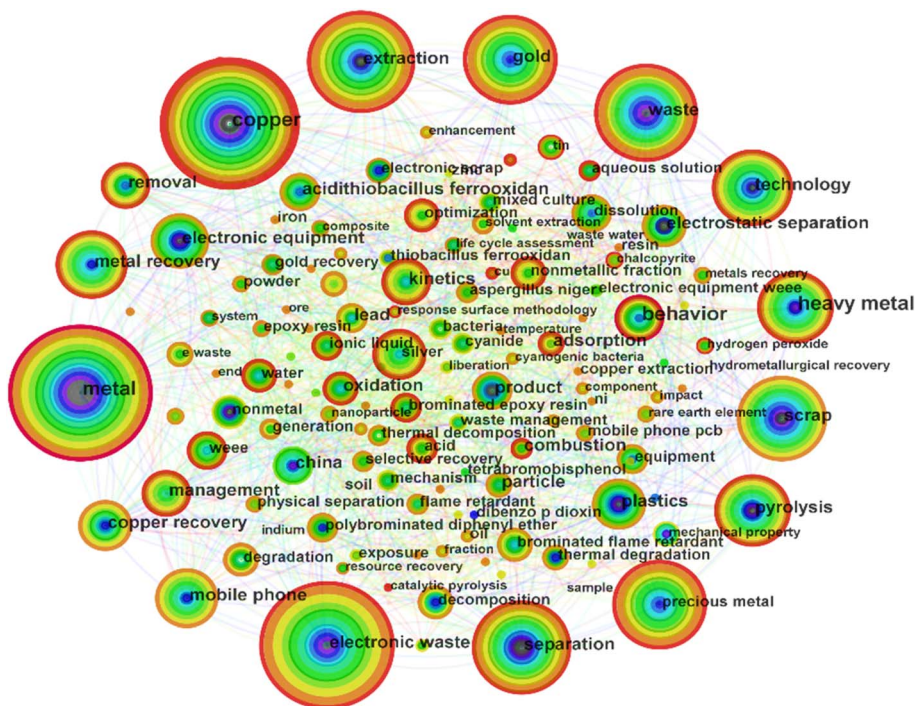 extraction
gold
copper
waste
enhancement
tin
electronic scrap
zinc
aqueous solution
technology
removal
acidithiobacillus ferrooxidan
mixed culture
iron
optimization
dissolution
composite
solvent extraction
electrostatic separation
electronic equipment
waste water
life cycle assessment
resin
thiobacillus ferrooxidan
chalcopyrite
metal recovery
gold recovery
cu
nonmetallic fraction
metals recovery
powder
kinetics
aspergillus niger
electronic equipment weee
heavy metal
ore
response surface methodology
behavior
system
lead
epoxy resin
bacteria
temperature
ionic liquid
cyanide
adsorption
hydrogen peroxide
e waste
silver
cyanogenic bacteria
liberation
copper extraction
hydrometallurgical recovery
end
water
metal
oxidation
product
component
impact
ni
brominated epoxy resin
nonmetal
nanoparticle
rare earth element
scrap
waste management
generation
thermal decomposition
mobile phone pcb
weee
acid
combustion
selective recovery
equipment
china
tetrabromobisphenol
mechanism
soil
particle
management
physical separation
flame retardant
plastics
pyrolysis
dibenzo p dioxin
copper recovery
indium
polybrominated diphenyl ether
oil
mechanical property
brominated flame retardant
fraction
degradation
exposure
thermal degradation
resource recovery
catalytic pyrolysis
sample
mobile phone
decomposition
precious metal
electronic waste
separation